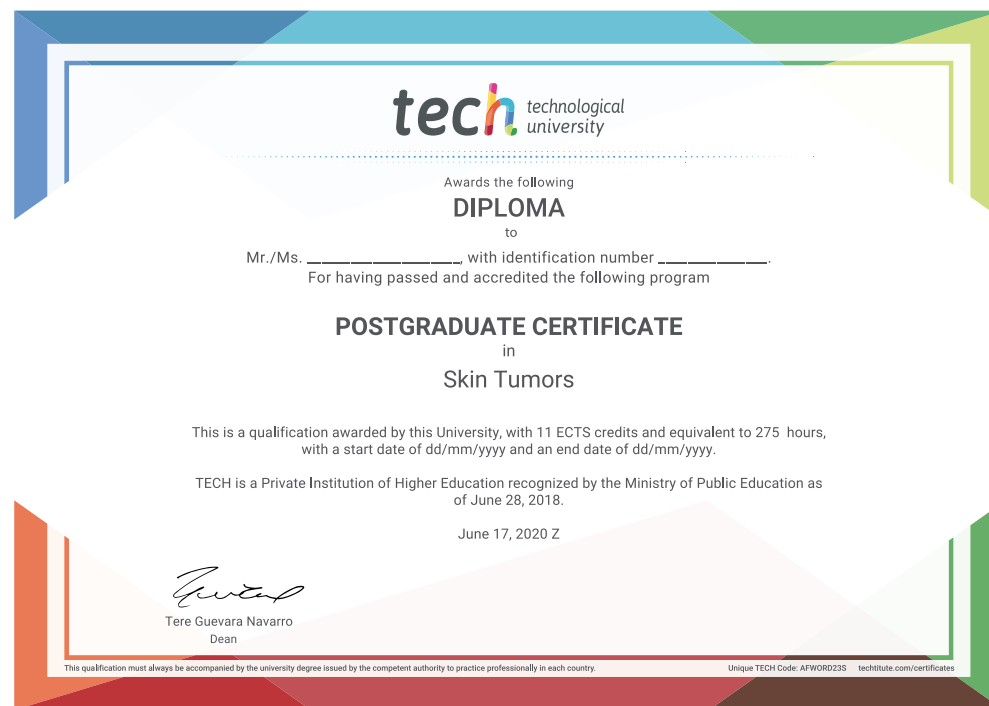 tech technological
university
Awards the following
DIPLOMA
to
Mr./Ms. ____________________, with identification number ______________.
For having passed and accredited the following program
POSTGRADUATE CERTIFICATE
in
Skin Tumors
This is a qualification awarded by this University, with 11 ECTS credits and equivalent to 275 hours,
with a start date of dd/mm/yyyy and an end date of dd/mm/yyyy.
TECH is a Private Institution of Higher Education recognized by the Ministry of Public Education as
of June 28, 2018.
June 17, 2020 Z
Tere Guevara Navarro
Dean
This qualification must always be accompanied by the university degree issued by the competent authority to practice professionally in each country.
Unique TECH Code: AFWORD23S techtitute.com/certificates